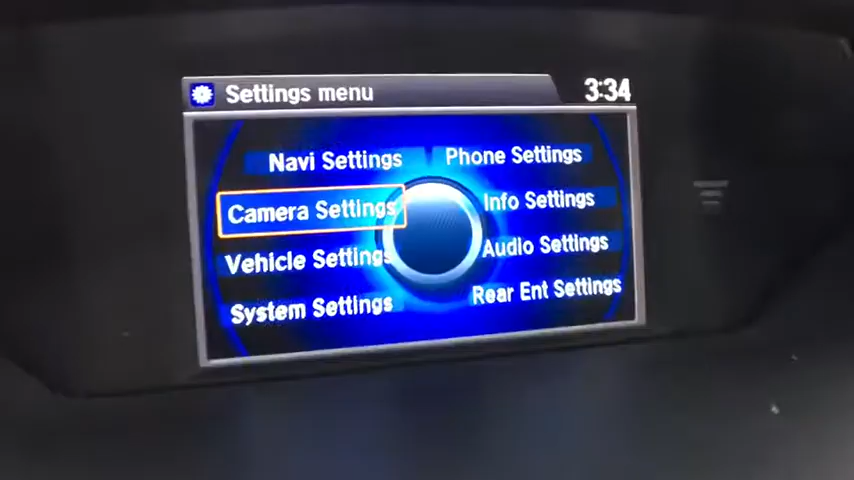 Settings menu
3:34
Navi Settings
Phone Settings
Camera Settings
Info Settings
Vehicle Settings
Audio Settings
System Settings
Rear Ent Settings